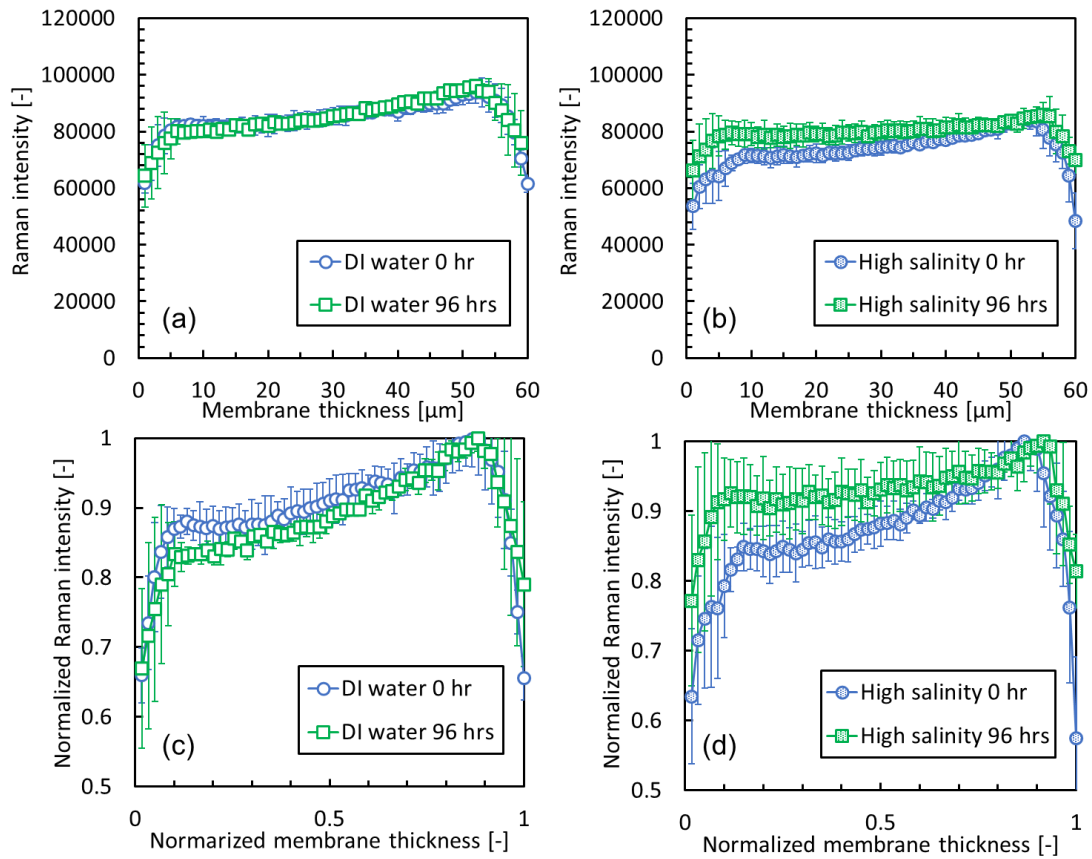 120000
100000
80000
60000
40000
20000
0
Raman intensity [-]
DI water 0 hr
DI water 96 hrs
(a)
0 10 20 30 40 50 60
Membrane thickness [µm]
120000
100000
80000
60000
40000
20000
0
Raman intensity [-]
High salinity 0 hr
High salinity 96 hrs
(b)
0 10 20 30 40 50 60
Membrane thickness [µm]
1
0.9
0.8
0.7
0.6
0.5
Normalized Raman intensity [-]
DI water 0 hr
DI water 96 hrs
(c)
0 0.5 1
Normarized membrane thickness [-]
1
0.9
0.8
0.7
0.6
0.5
Normalized Raman intensity [-]
High salinity 0 hr
High salinity 96 hrs
(d)
0 0.5 1
Normalized membrane thickness [-]